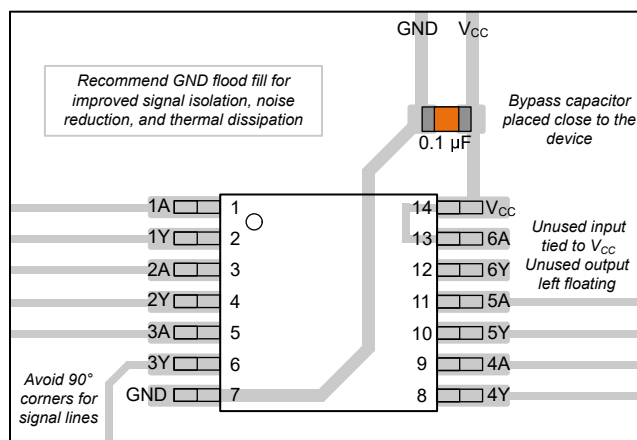 GND V_CC
Recommend GND flood fill for
improved signal isolation, noise
reduction, and thermal dissipation
Bypass capacitor
placed close to the
device
0.1 µF
1A 1 14 V_CC
1Y 2 13 6A
2A 3 12 6Y
2Y 4 11 5A
3A 5 10 5Y
3Y 6 9 4A
GND 7 8 4Y
Unused input
tied to V_CC
Unused output
left floating
Avoid 90°
corners for
signal lines